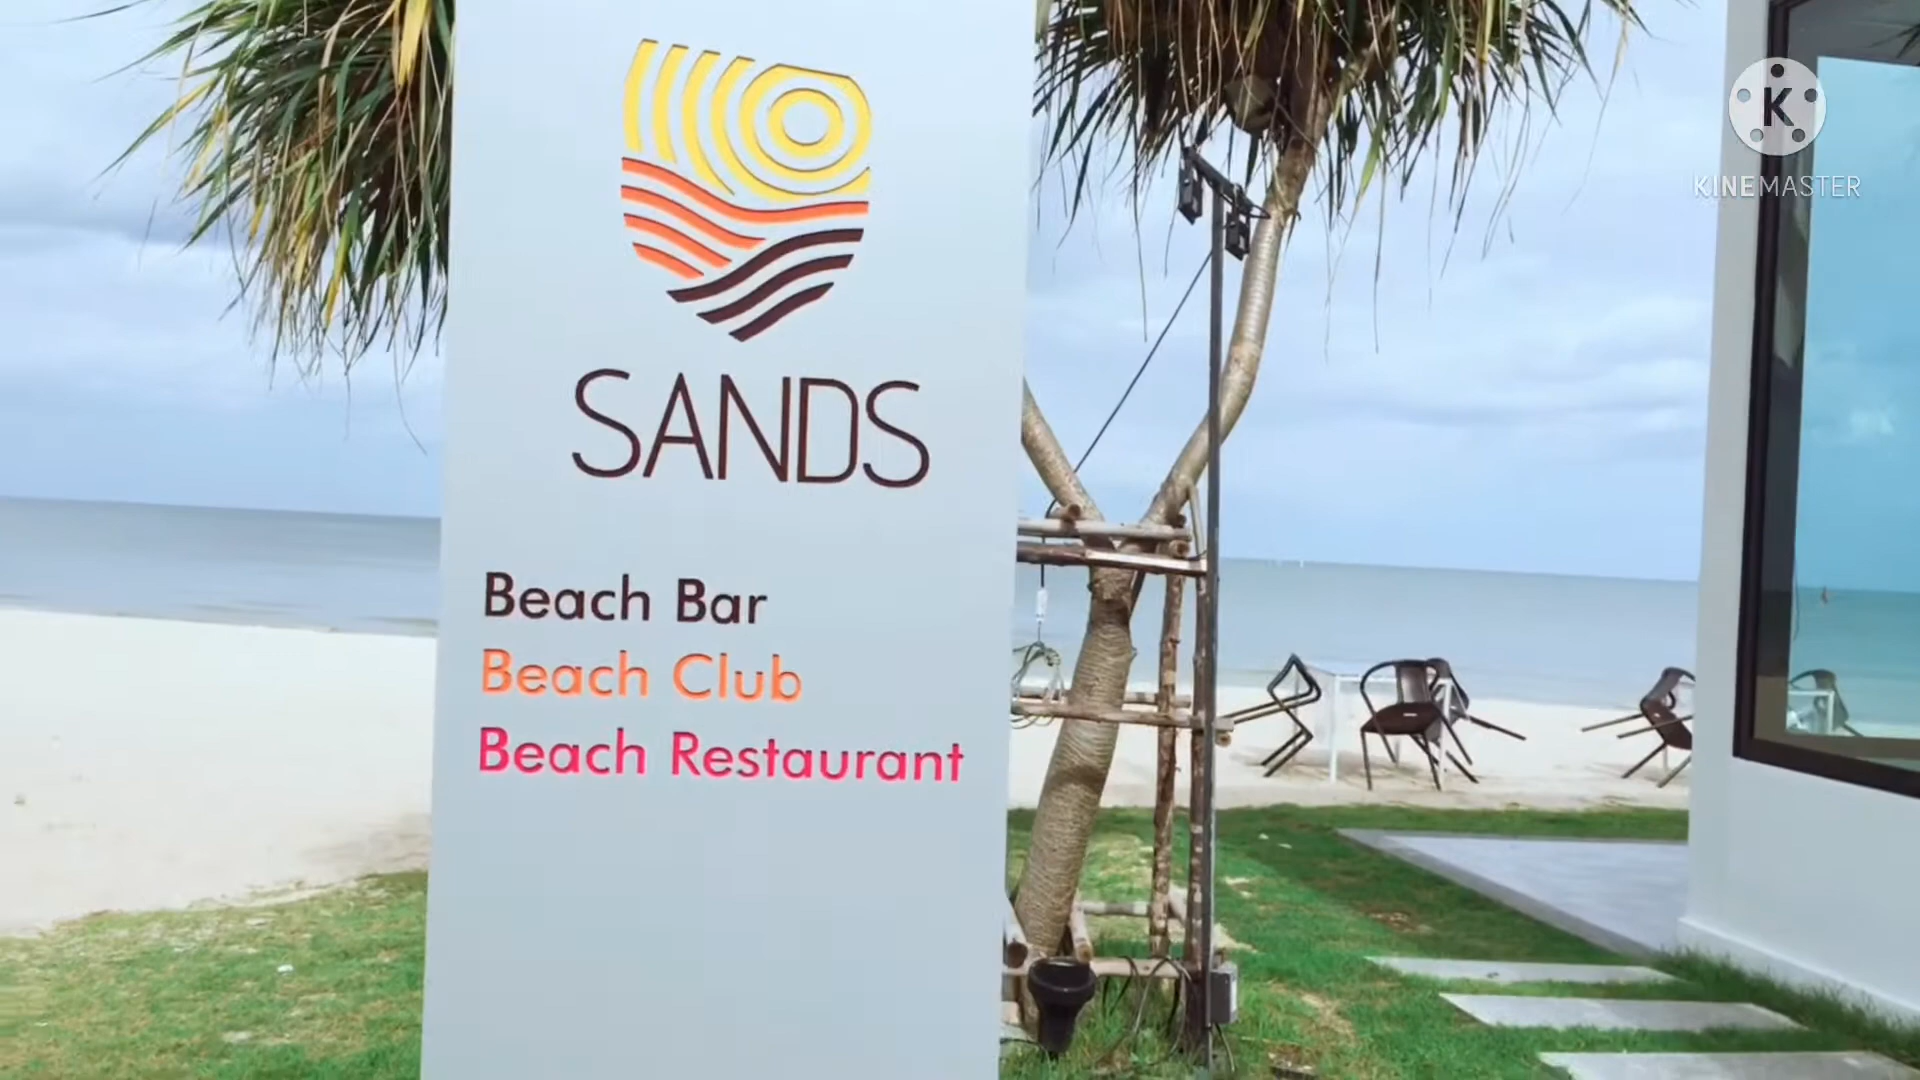 SANDS
Beach Bar
Beach Club
Beach Restaurant
K
KINEMASTER